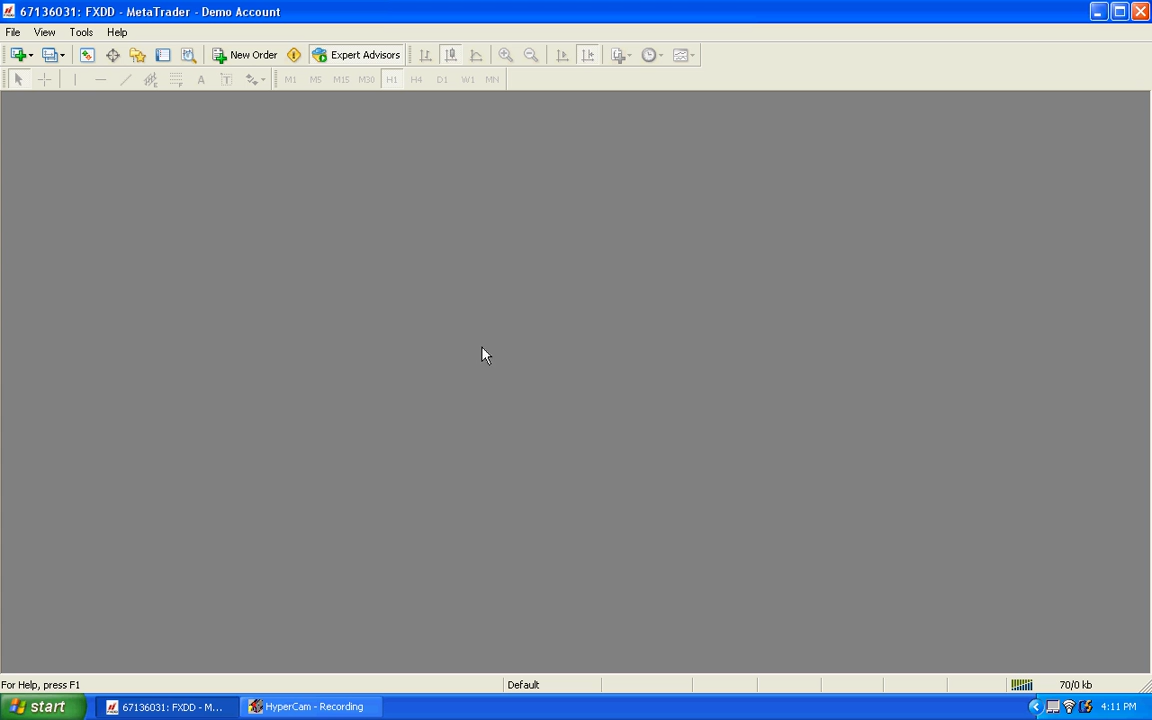 67136031: FXDD - MetaTrader - Demo Account
File View Tools Help
New Order Expert Advisors
A T M1 M5 M15 M30 H1 H4 D1 W1 MN
For Help, press F1 Default 70/0 kb
start 67136031: FXDD - M... HyperCam - Recording 4:11 PM